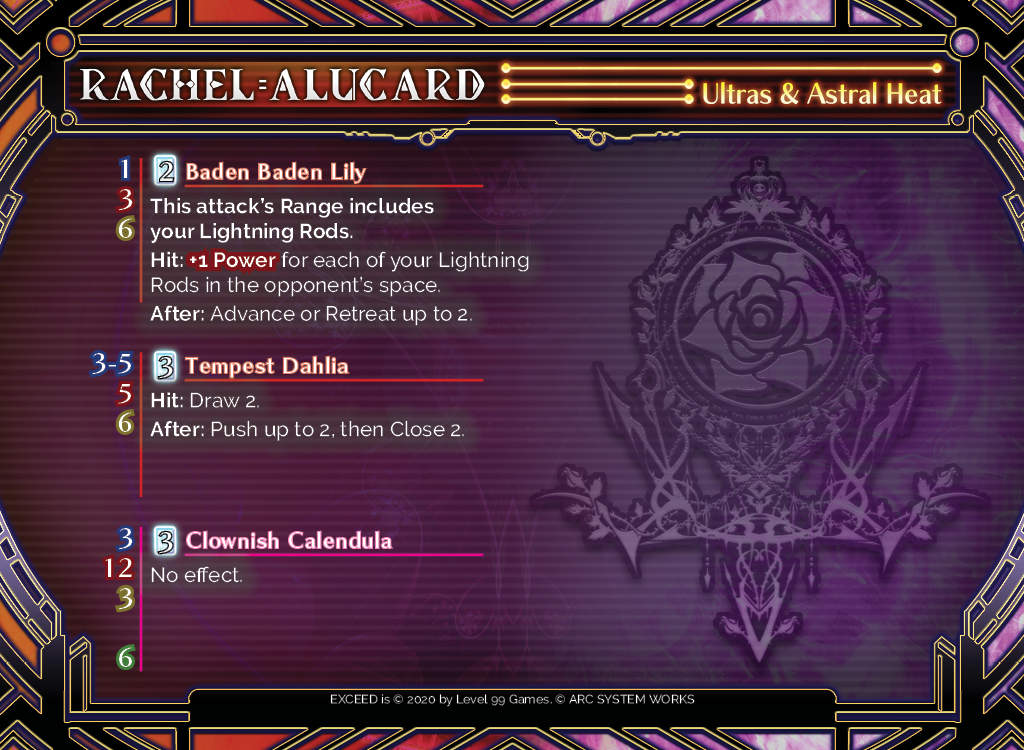 RACHEL=ALUCARD
Ultras & Astral Heat
1
2 Baden Baden Lily
3
This attack's Range includes
6
your Lightning Rods.
Hit: +1 Power for each of your Lightning
Rods in the opponent's space.
After: Advance or Retreat up to 2.
3-5
3 Tempest Dahlia
5
Hit: Draw 2.
6
After: Push up to 2, then Close 2.
3
3 Clownish Calendula
12
No effect.
3
6
EXCEED is © 2020 by Level 99 Games. © ARC SYSTEM WORKS